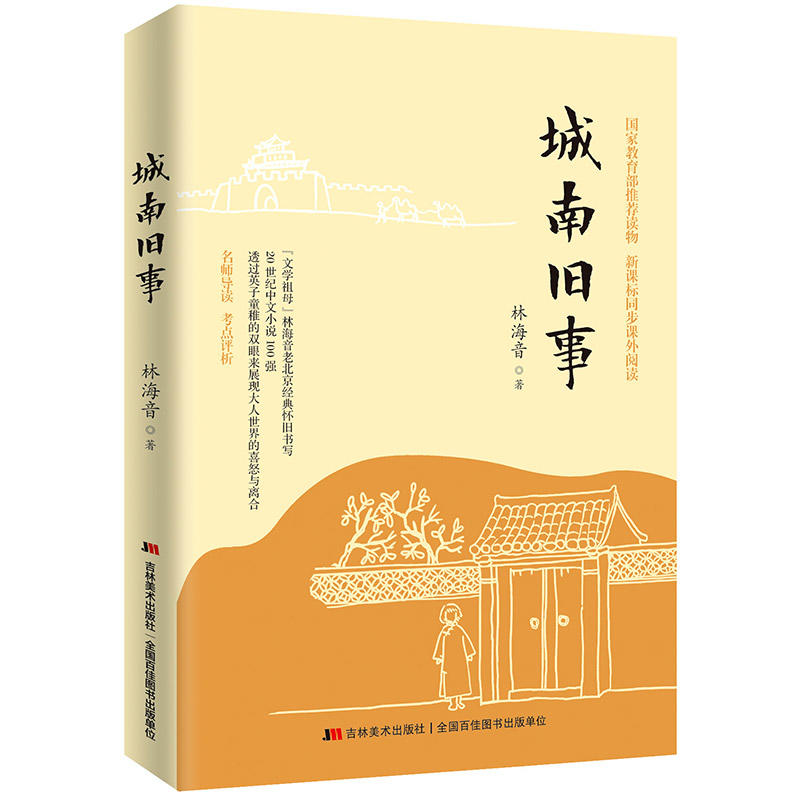 城南旧事
林海音 著
吉林美术出版社 | 全国百佳图书出版单位
国家教育部推荐读物 新课标同步课外阅读
城南旧事
林海音 著
『文学祖母』林海音老北京经典怀旧书写
20世纪中文小说100强
透过英子童稚的双眼来展现大人世界的喜怒与离合
名师导读 考点评析
吉林美术出版社 | 全国百佳图书出版单位